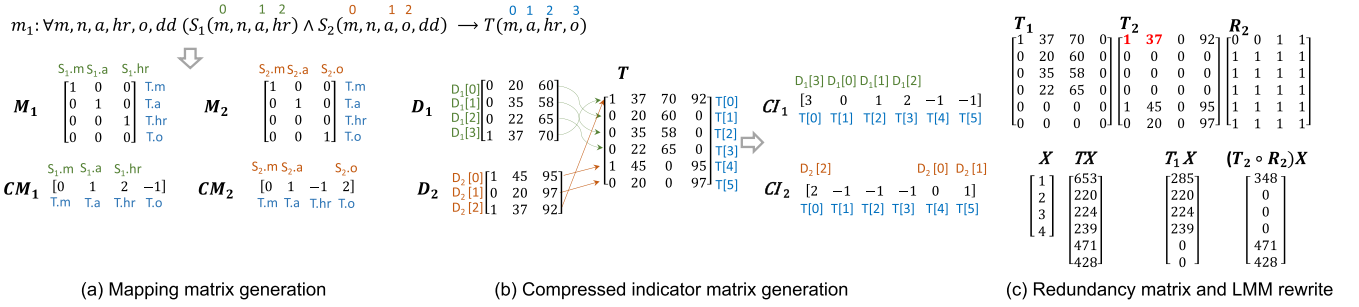 0 1 2 0 1 2 0 1 2 3
m₁: ∀m, n, a, hr, o, dd (S₁(m, n, a, hr) ∧ S₂(m, n, a, o, dd) ⟶ T(m, a, hr, o)
S₁.m S₁.a S₁.hr
M₁
[1 0 0] T.m
[0 1 0] T.a
[0 0 1] T.hr
[0 0 0] T.o
S₂.m S₂.a S₂.o
M₂
[1 0 0] T.m
[0 1 0] T.a
[0 0 0] T.hr
[0 0 1] T.o
S₁.m S₁.a S₁.hr
CM₁ [0 1 2 −1]
T.m T.a T.hr T.o
S₂.m S₂.a S₂.o
CM₂ [0 1 −1 2]
T.m T.a T.hr T.o
(a) Mapping matrix generation
D₁
D₁[0] [0 20 60]
D₁[1] [0 35 58]
D₁[2] [0 22 65]
D₁[3] [1 37 70]
D₂
D₂[0] [1 45 95]
D₂[1] [0 20 97]
D₂[2] [1 37 92]
T
[1 37 70 92] T[0]
[0 20 60 0] T[1]
[0 35 58 0] T[2]
[0 22 65 0] T[3]
[1 45 0 95] T[4]
[0 20 0 97] T[5]
D₁[3] D₁[0] D₁[1] D₁[2]
CI₁ [3 0 1 2 −1 −1]
T[0] T[1] T[2] T[3] T[4] T[5]
D₂[2] D₂[0] D₂[1]
CI₂ [2 −1 −1 −1 0 1]
T[0] T[1] T[2] T[3] T[4] T[5]
(b) Compressed indicator matrix generation
T₁ T₂ R₂
[1 37 70 0] [1 37 0 92] [0 0 1 1]
[0 20 60 0] [0 0 0 0] [1 1 1 1]
[0 35 58 0] [0 0 0 0] [1 1 1 1]
[0 22 65 0] [0 0 0 0] [1 1 1 1]
[0 0 0 0] [1 45 0 95] [1 1 1 1]
[0 0 0 0] [0 20 0 97] [1 1 1 1]
X TX T₁X (T₂ ∘ R₂)X
1 653 285 348
2 220 220 0
3 224 224 0
4 239 239 0
471 0 471
428 0 428
(c) Redundancy matrix and LMM rewrite